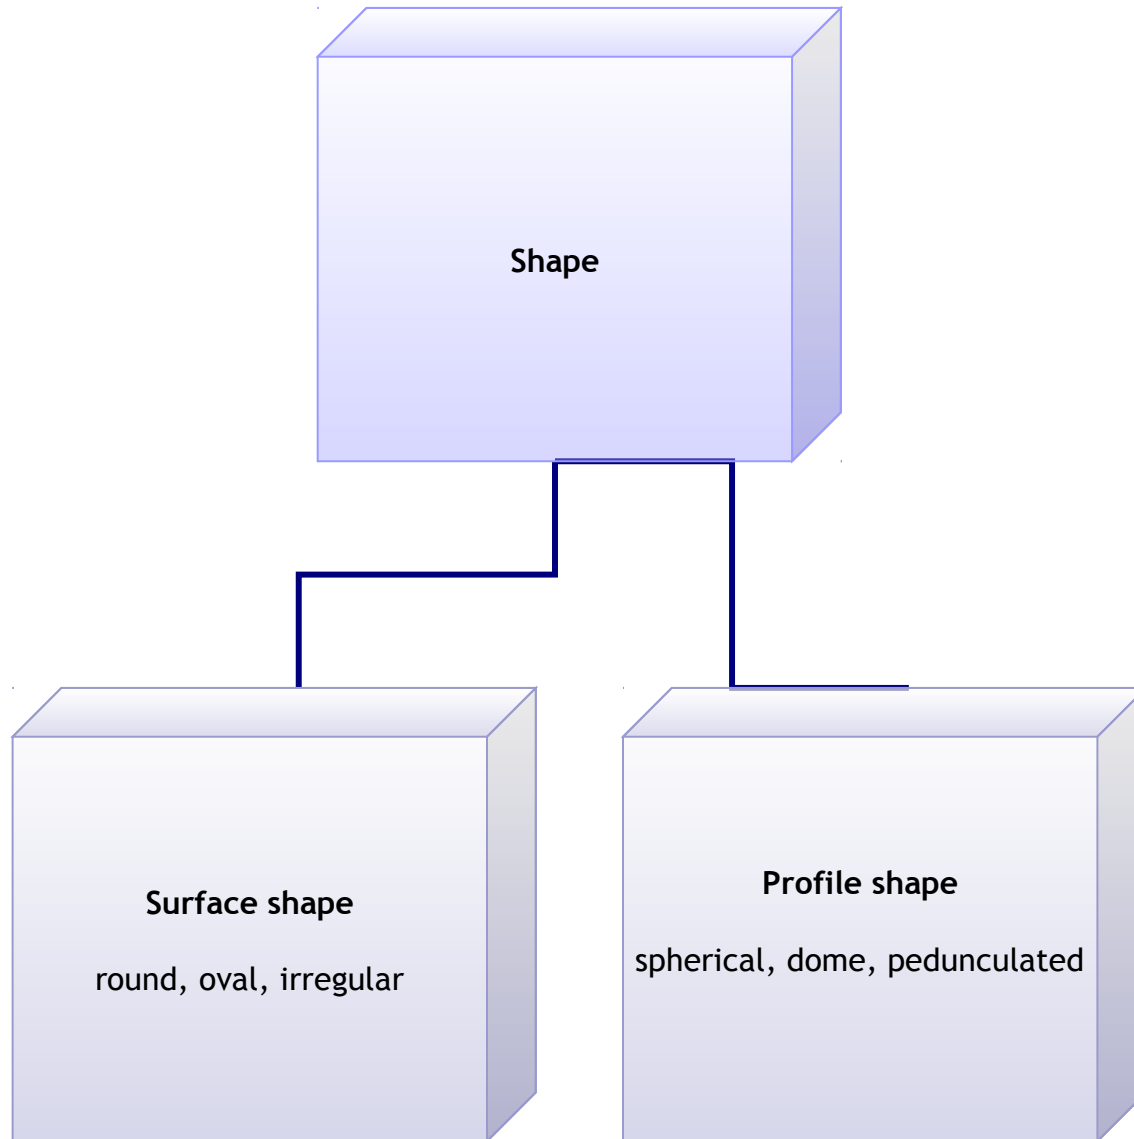 Shape
Surface shape
round, oval, irregular
Profile shape
spherical, dome, pedunculated